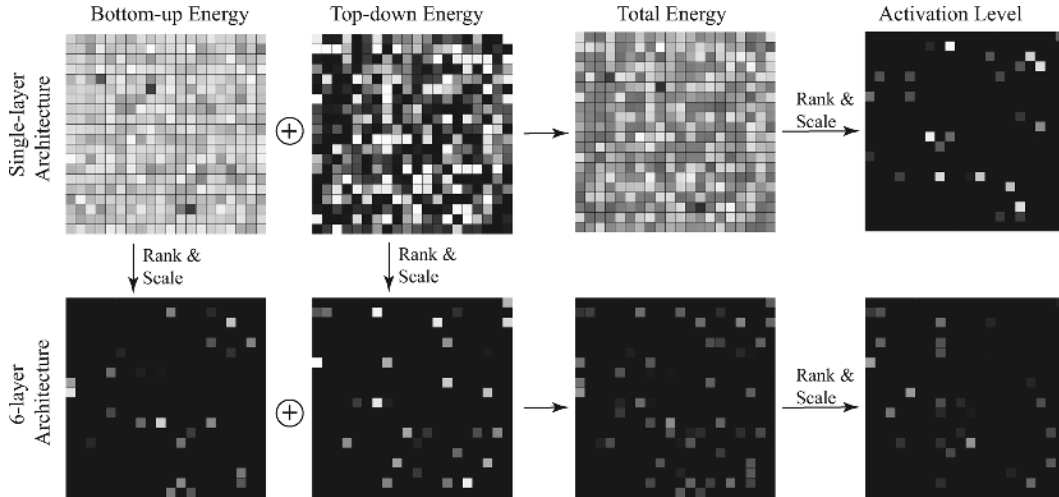 Bottom-up Energy
Top-down Energy
Total Energy
Activation Level
Single-layer
Architecture
Rank &
Scale
Rank &
Scale
Rank &
Scale
6-layer
Architecture
Rank &
Scale